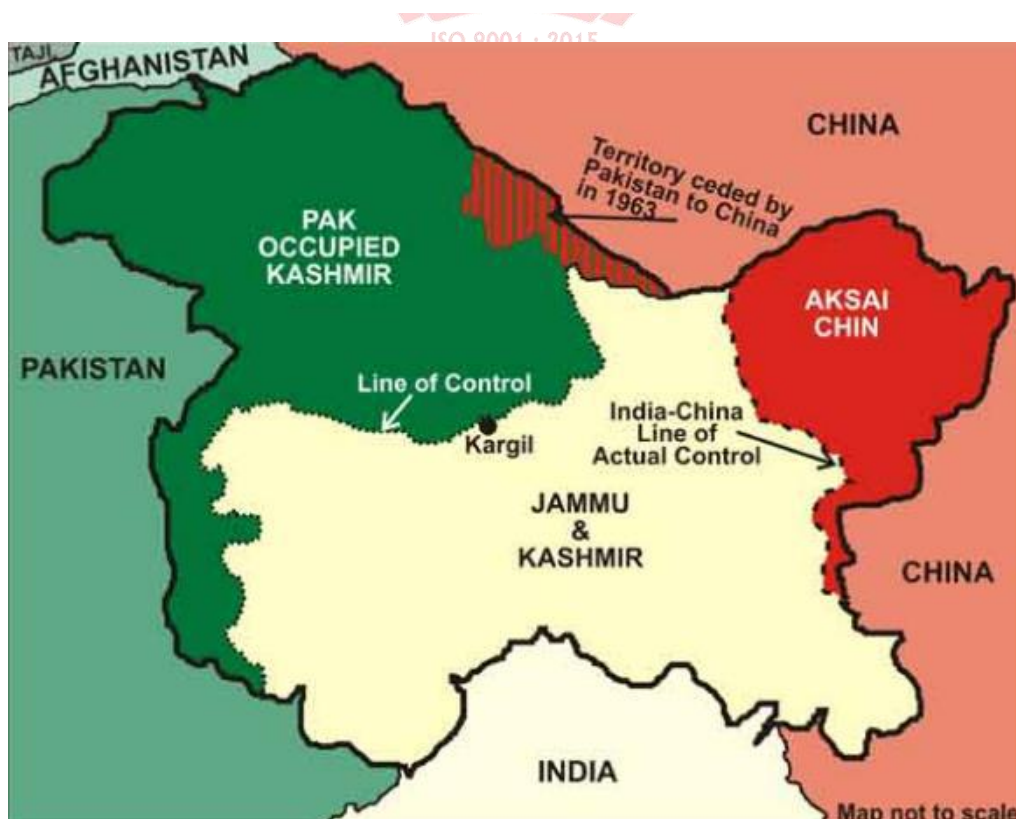 ISO 9001 : 2015
TAJI
AFGHANISTAN
CHINA
Territory ceded by
Pakistan to China
in 1963
PAK
OCCUPIED
KASHMIR
AKSAI
CHIN
PAKISTAN
Line of Control
India-China
Line of
Actual Control
Kargil
JAMMU
&
KASHMIR
CHINA
INDIA
Map not to scale